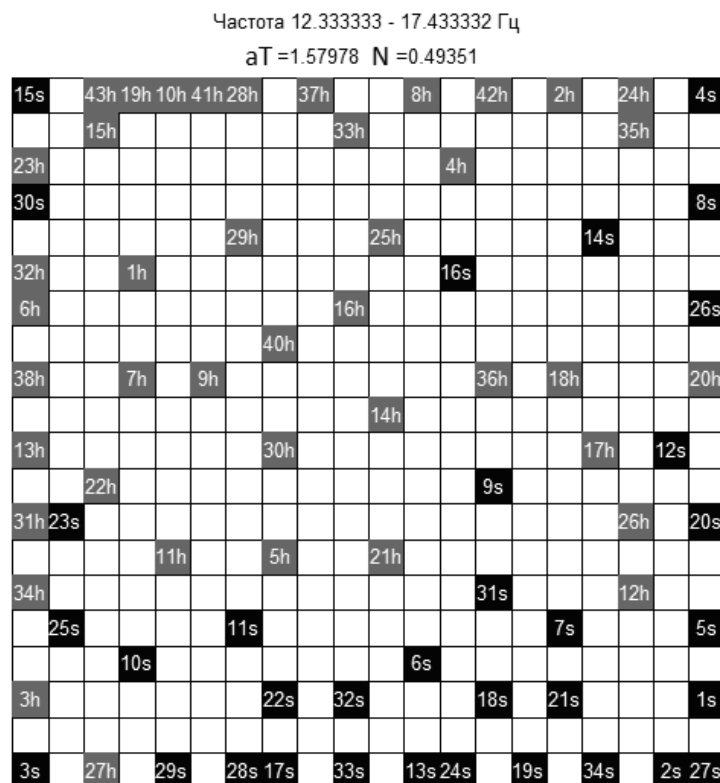 Частота 12.333333 - 17.433332 Гц
aT =1.57978 N =0.49351
15s 43h 19h 10h 41h 28h 37h 8h 42h 2h 24h 4s
15h 33h 35h
23h 4h
30s 8s
29h 25h 14s
32h 1h 16s
6h 16h 26s
40h
38h 7h 9h 36h 18h 20h
14h
13h 30h 17h 12s
22h 9s
31h 23s 26h 20s
11h 5h 21h
34h 31s 12h
25s 11s 7s 5s
10s 6s
3h 22s 32s 18s 21s 1s
3s 27h 29s 28s 17s 33s 13s 24s 19s 34s 2s 27s